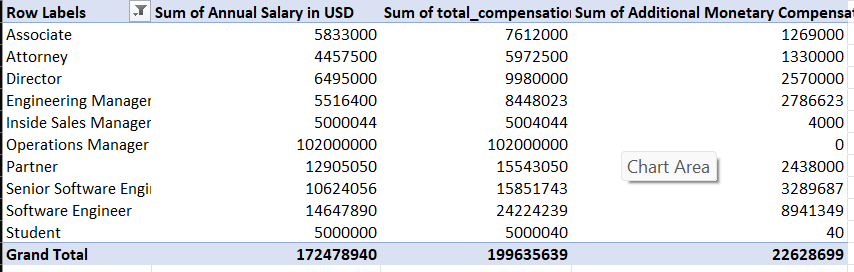 Row Labels Sum of Annual Salary in USD Sum of total_compensation Sum of Additional Monetary Compensat
Associate 5833000 7612000 1269000
Attorney 4457500 5972500 1330000
Director 6495000 9980000 2570000
Engineering Manager 5516400 8448023 2786623
Inside Sales Manager 5000044 5004044 4000
Operations Manager 102000000 102000000 0
Partner 12905050 15543050 2438000
Chart Area
Senior Software Engi 10624056 15851743 3289687
Software Engineer 14647890 24224239 8941349
Student 5000000 5000040 40
Grand Total 172478940 199635639 22628699